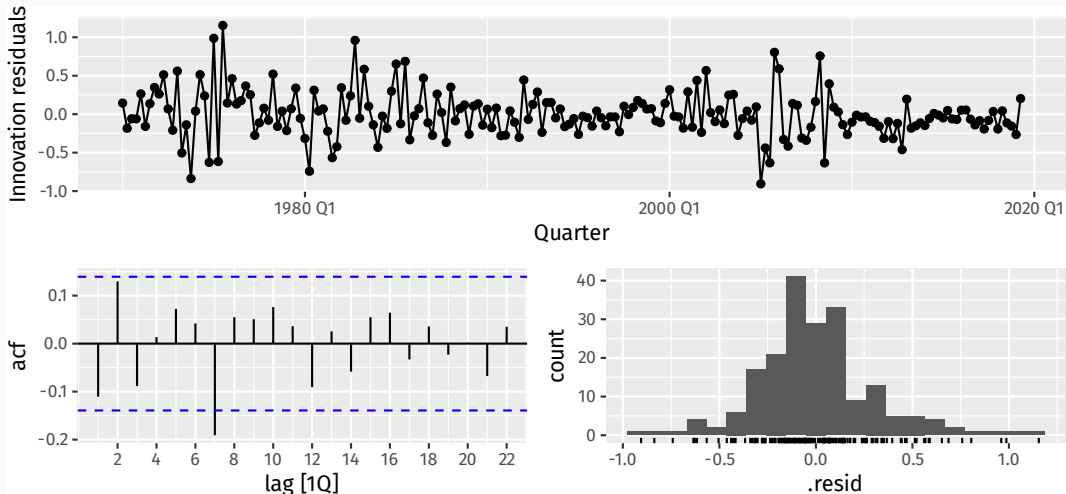 Innovation residuals
1.0
0.5
0.0
-0.5
-1.0
1980 Q1 2000 Q1 2020 Q1
Quarter
acf
0.1
0.0
-0.1
-0.2
2 4 6 8 10 12 14 16 18 20 22
lag [1Q]
count
40
30
20
10
0
-1.0 -0.5 0.0 0.5 1.0
.resid